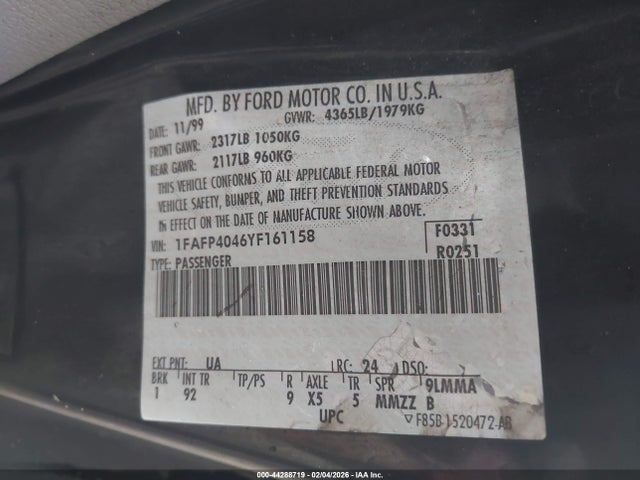 MFD. BY FORD MOTOR CO. IN U.S.A.
DATE: 11/99 GVWR: 4365LB/1979KG
FRONT GAWR: 2317LB 1050KG
REAR GAWR: 2117LB 960KG
THIS VEHICLE CONFORMS TO ALL APPLICABLE FEDERAL MOTOR
VEHICLE SAFETY, BUMPER, AND THEFT PREVENTION STANDARDS
IN EFFECT ON THE DATE OF MANUFACTURE SHOWN ABOVE.
VIN: 1FAFP4046YF161158 F0331
TYPE: PASSENGER R0251
EXT PNT: UA RC: 24 DSO:
BRK INT TR TP/PS R AXLE TR SPR 9LMMA
1 92 9 X5 5 MMZZ B
UPC ▽F85B-1520472-AB
000-44288719 - 02/04/2026 - IAAI.com